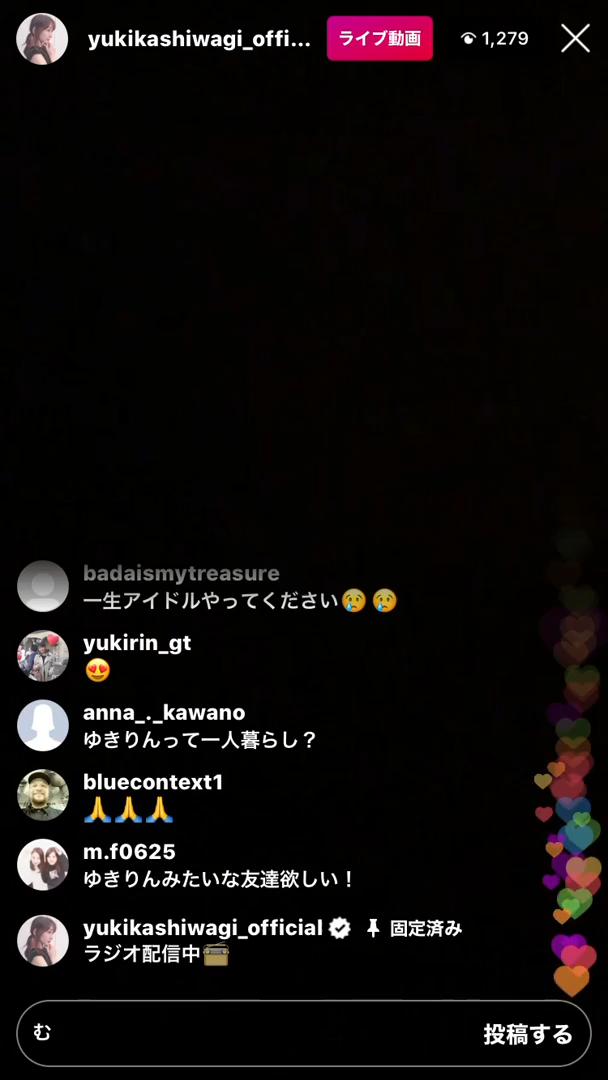 yukikashiwagi_offi...
ライブ動画
1,279
badaismytreasure
一生アイドルやってください😢😢
yukirin_gt
😍
anna_._kawano
ゆきりんって一人暮らし？
bluecontext1
🙏🙏🙏
m.f0625
ゆきりんみたいな友達欲しい！
yukikashiwagi_official 固定済み
ラジオ配信中📻
む
投稿する